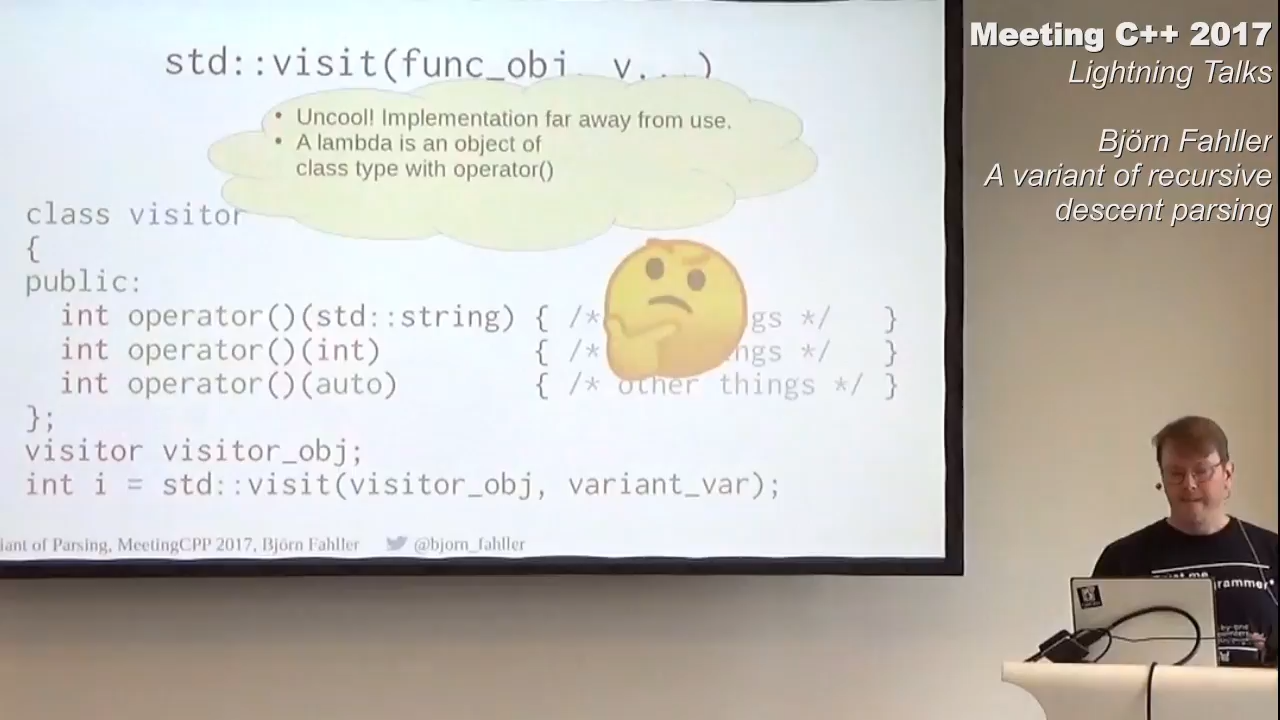 std::visit(func_obj, v...)
• Uncool! Implementation far away from use.
• A lambda is an object of
class type with operator()
class visitor
{
public:
int operator()(std::string) { /* gs */ }
int operator()(int) { /* ngs */ }
int operator()(auto) { /* other things */ }
};
visitor visitor_obj;
int i = std::visit(visitor_obj, variant_var);
iant of Parsing, MeetingCPP 2017, Björn Fahller @bjorn_fahller
Meeting C++ 2017
Lightning Talks
Björn Fahller
A variant of recursive
descent parsing